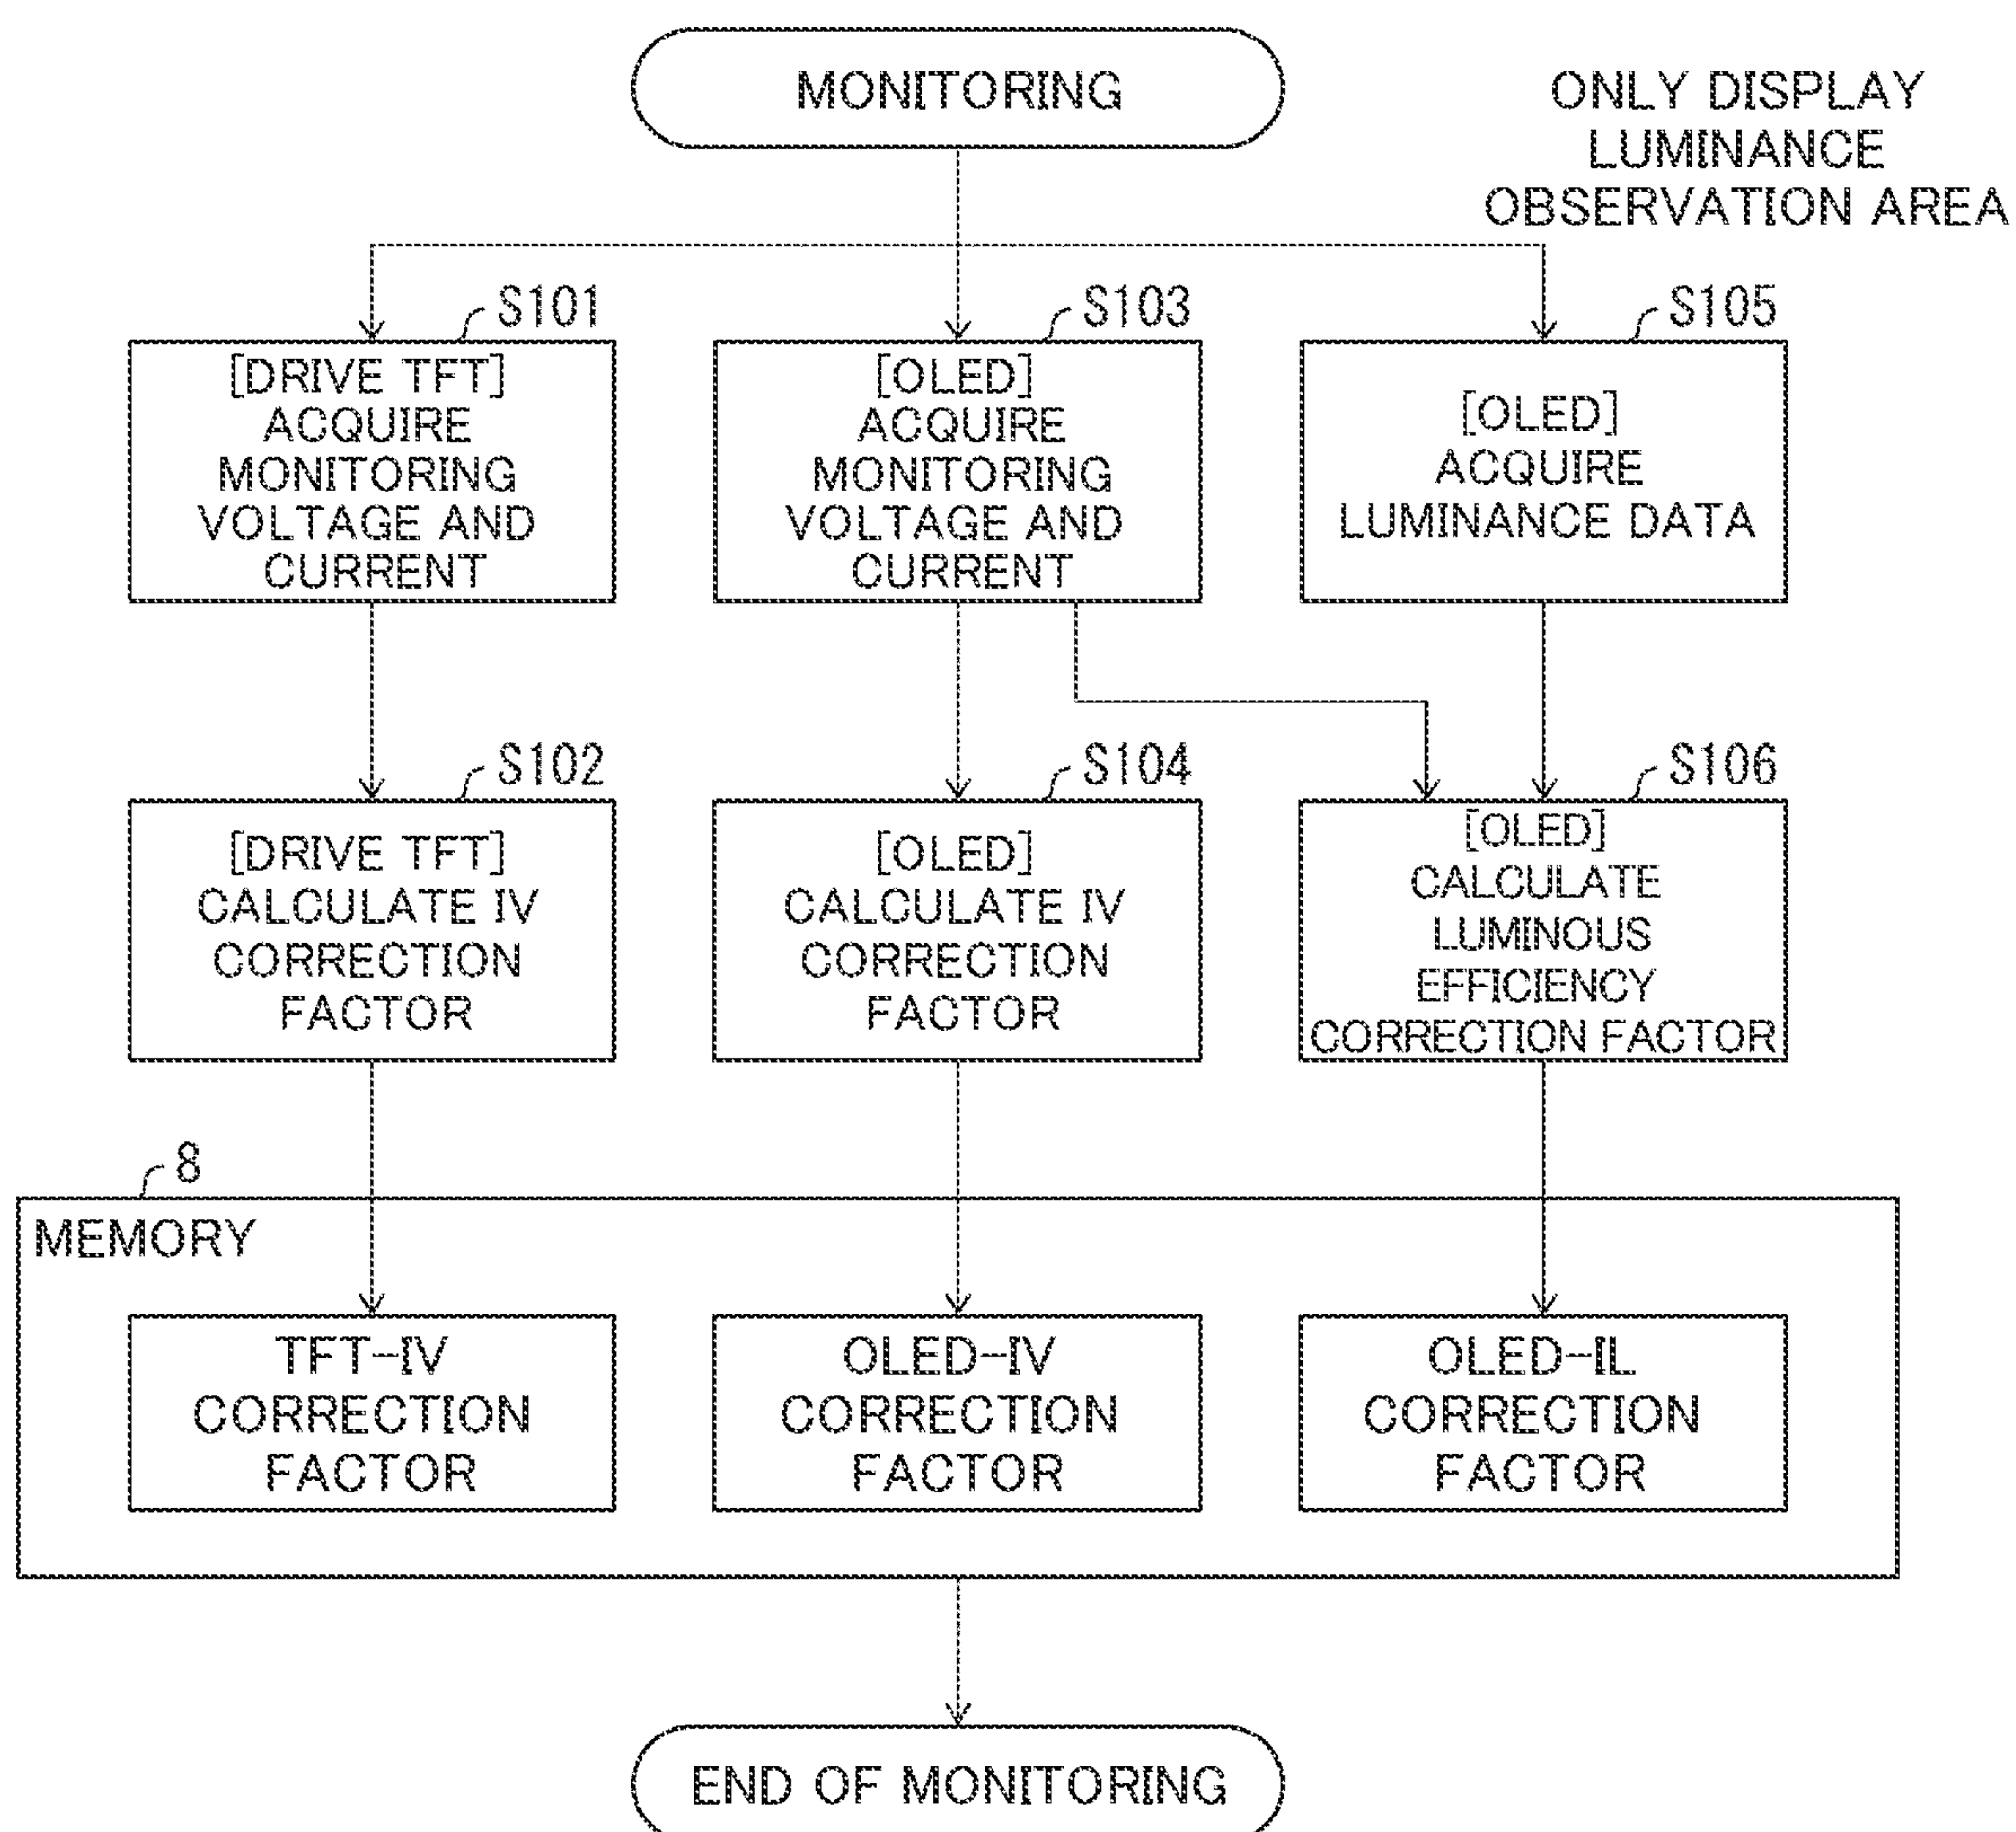 MONITORING
ONLY DISPLAY
LUMINANCE
OBSERVATION AREA
S101
[DRIVE TFT]
ACQUIRE
MONITORING
VOLTAGE AND
CURRENT
S103
[OLED]
ACQUIRE
MONITORING
VOLTAGE AND
CURRENT
S105
[OLED]
ACQUIRE
LUMINANCE DATA
S102
[DRIVE TFT]
CALCULATE IV
CORRECTION
FACTOR
S104
[OLED]
CALCULATE IV
CORRECTION
FACTOR
S106
[OLED]
CALCULATE
LUMINOUS
EFFICIENCY
CORRECTION FACTOR
8
MEMORY
TFT-IV
CORRECTION
FACTOR
OLED-IV
CORRECTION
FACTOR
OLED-IL
CORRECTION
FACTOR
END OF MONITORING